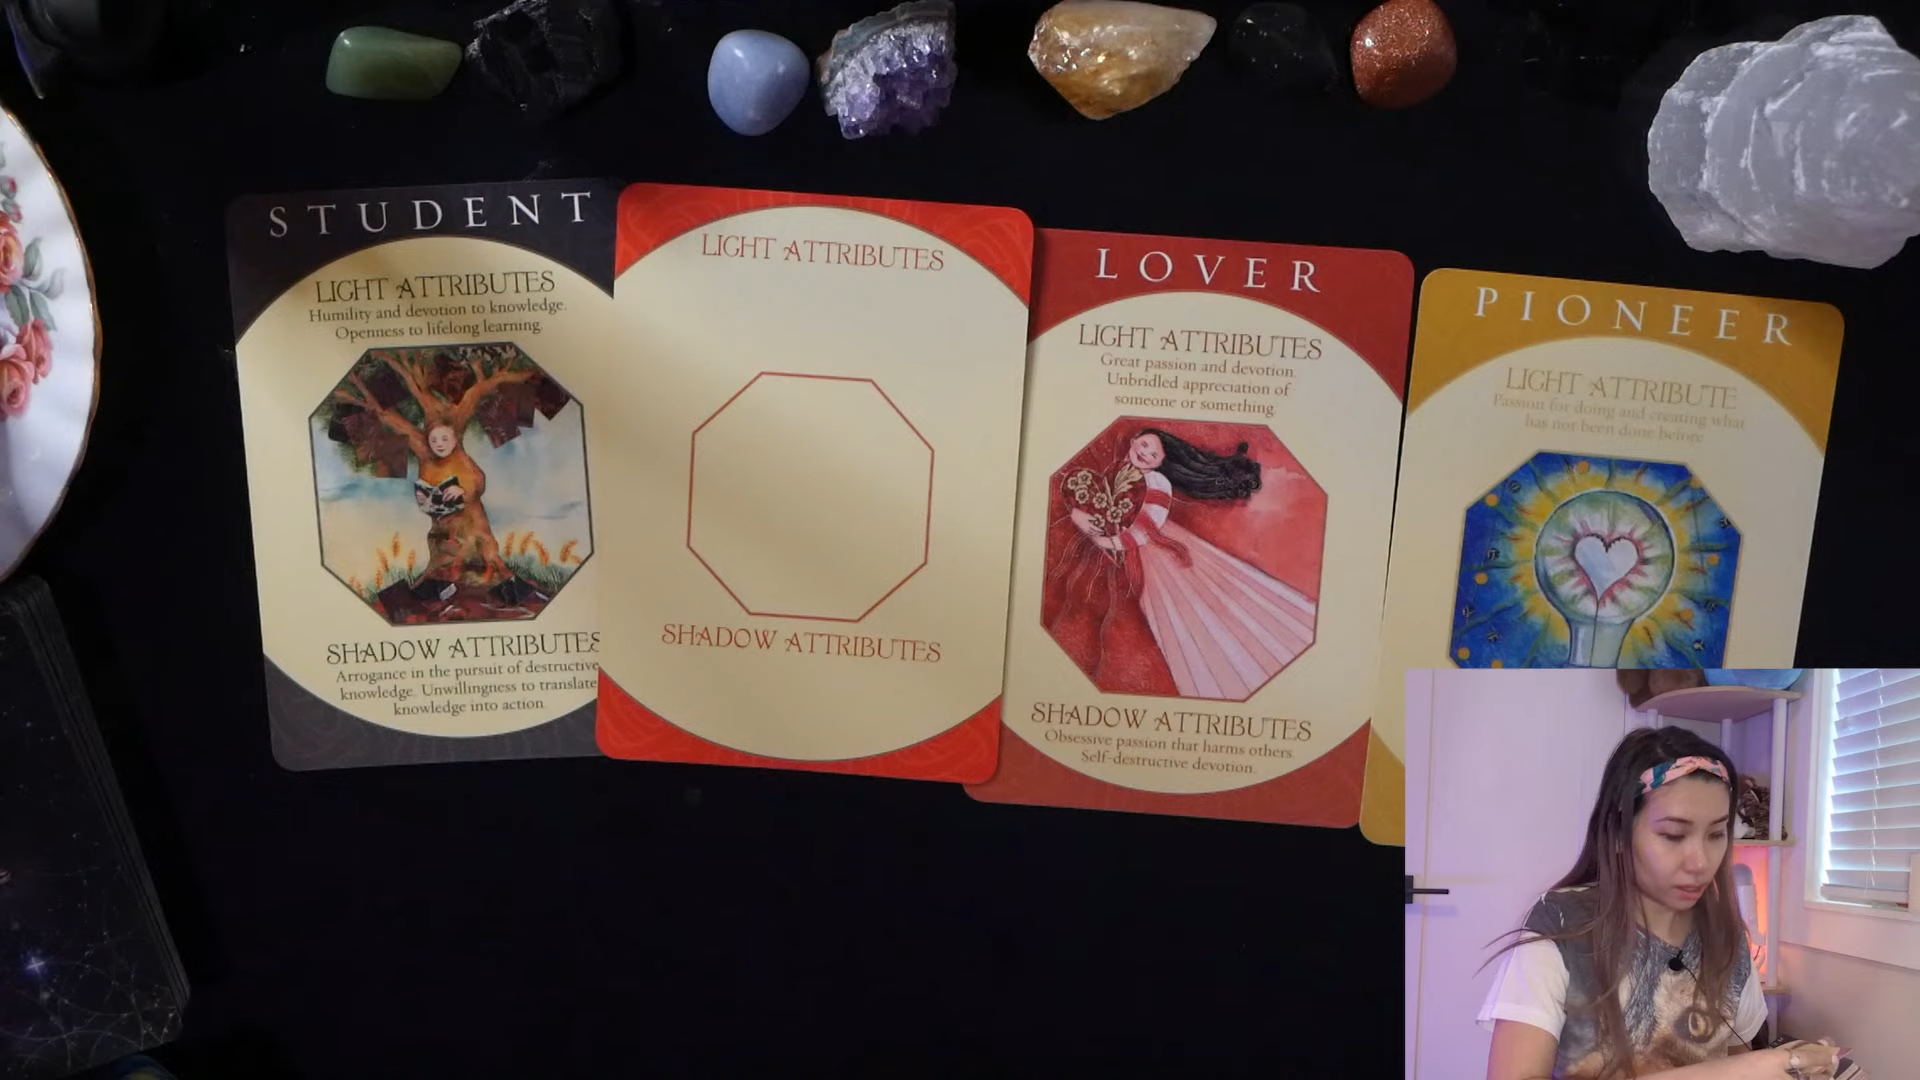 STUDENT
LIGHT ATTRIBUTES
Humility and devotion to knowledge.
Openness to lifelong learning.
SHADOW ATTRIBUTES
Arrogance in the pursuit of destructive
knowledge. Unwillingness to translate
knowledge into action.
LIGHT ATTRIBUTES
SHADOW ATTRIBUTES
LOVER
LIGHT ATTRIBUTES
Great passion and devotion.
Unbridled appreciation of
someone or something.
SHADOW ATTRIBUTES
Obsessive passion that harms others.
Self-destructive devotion.
PIONEER
LIGHT ATTRIBUTE
Passion for doing and creating what
has not been done before